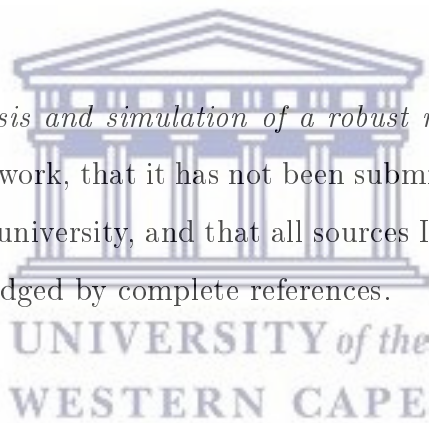 sis and simulation of a robust
work, that it has not been submi
university, and that all sources I
dged by complete references.
UNIVERSITY of the
WESTERN CAPE